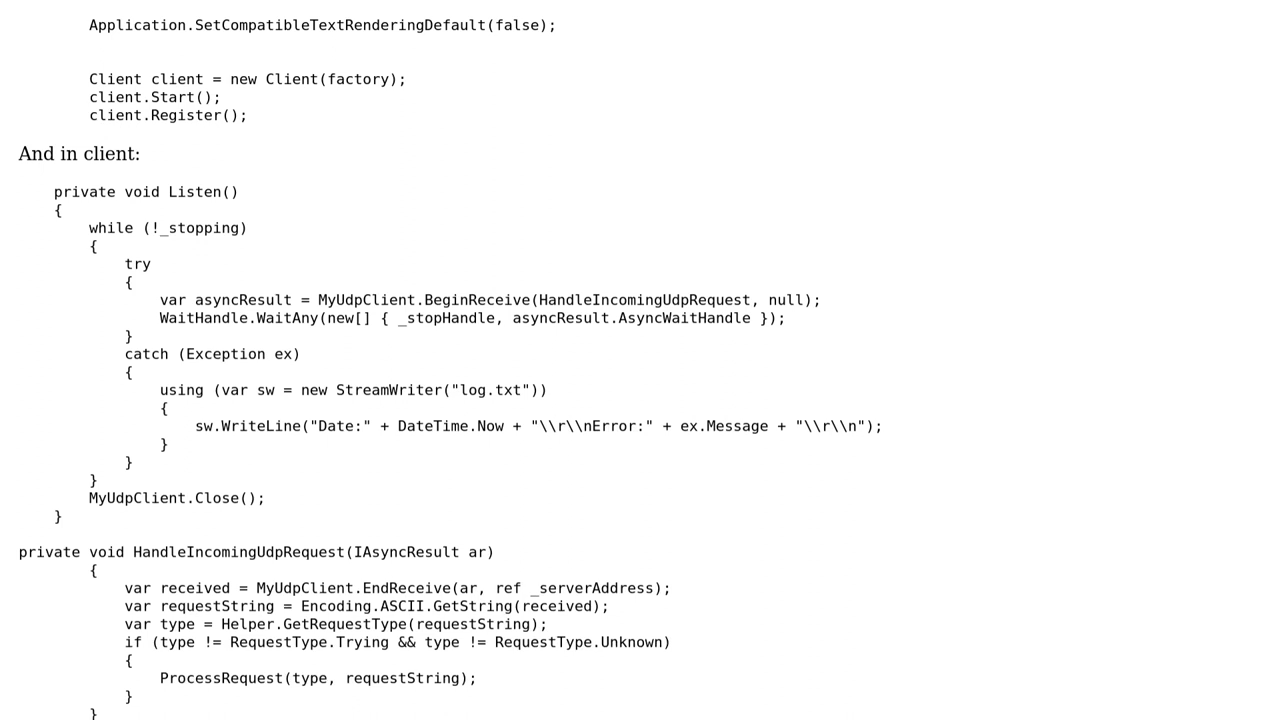 Application.SetCompatibleTextRenderingDefault(false);
Client client = new Client(factory);
client.Start();
client.Register();
And in client:
private void Listen()
{
while (!_stopping)
{
try
{
var asyncResult = MyUdpClient.BeginReceive(HandleIncomingUdpRequest, null);
WaitHandle.WaitAny(new[] { _stopHandle, asyncResult.AsyncWaitHandle });
}
catch (Exception ex)
{
using (var sw = new StreamWriter("log.txt"))
{
sw.WriteLine("Date:" + DateTime.Now + "\\r\\nError:" + ex.Message + "\\r\\n");
}
}
}
MyUdpClient.Close();
}
private void HandleIncomingUdpRequest(IAsyncResult ar)
{
var received = MyUdpClient.EndReceive(ar, ref _serverAddress);
var requestString = Encoding.ASCII.GetString(received);
var type = Helper.GetRequestType(requestString);
if (type != RequestType.Trying && type != RequestType.Unknown)
{
ProcessRequest(type, requestString);
}
}